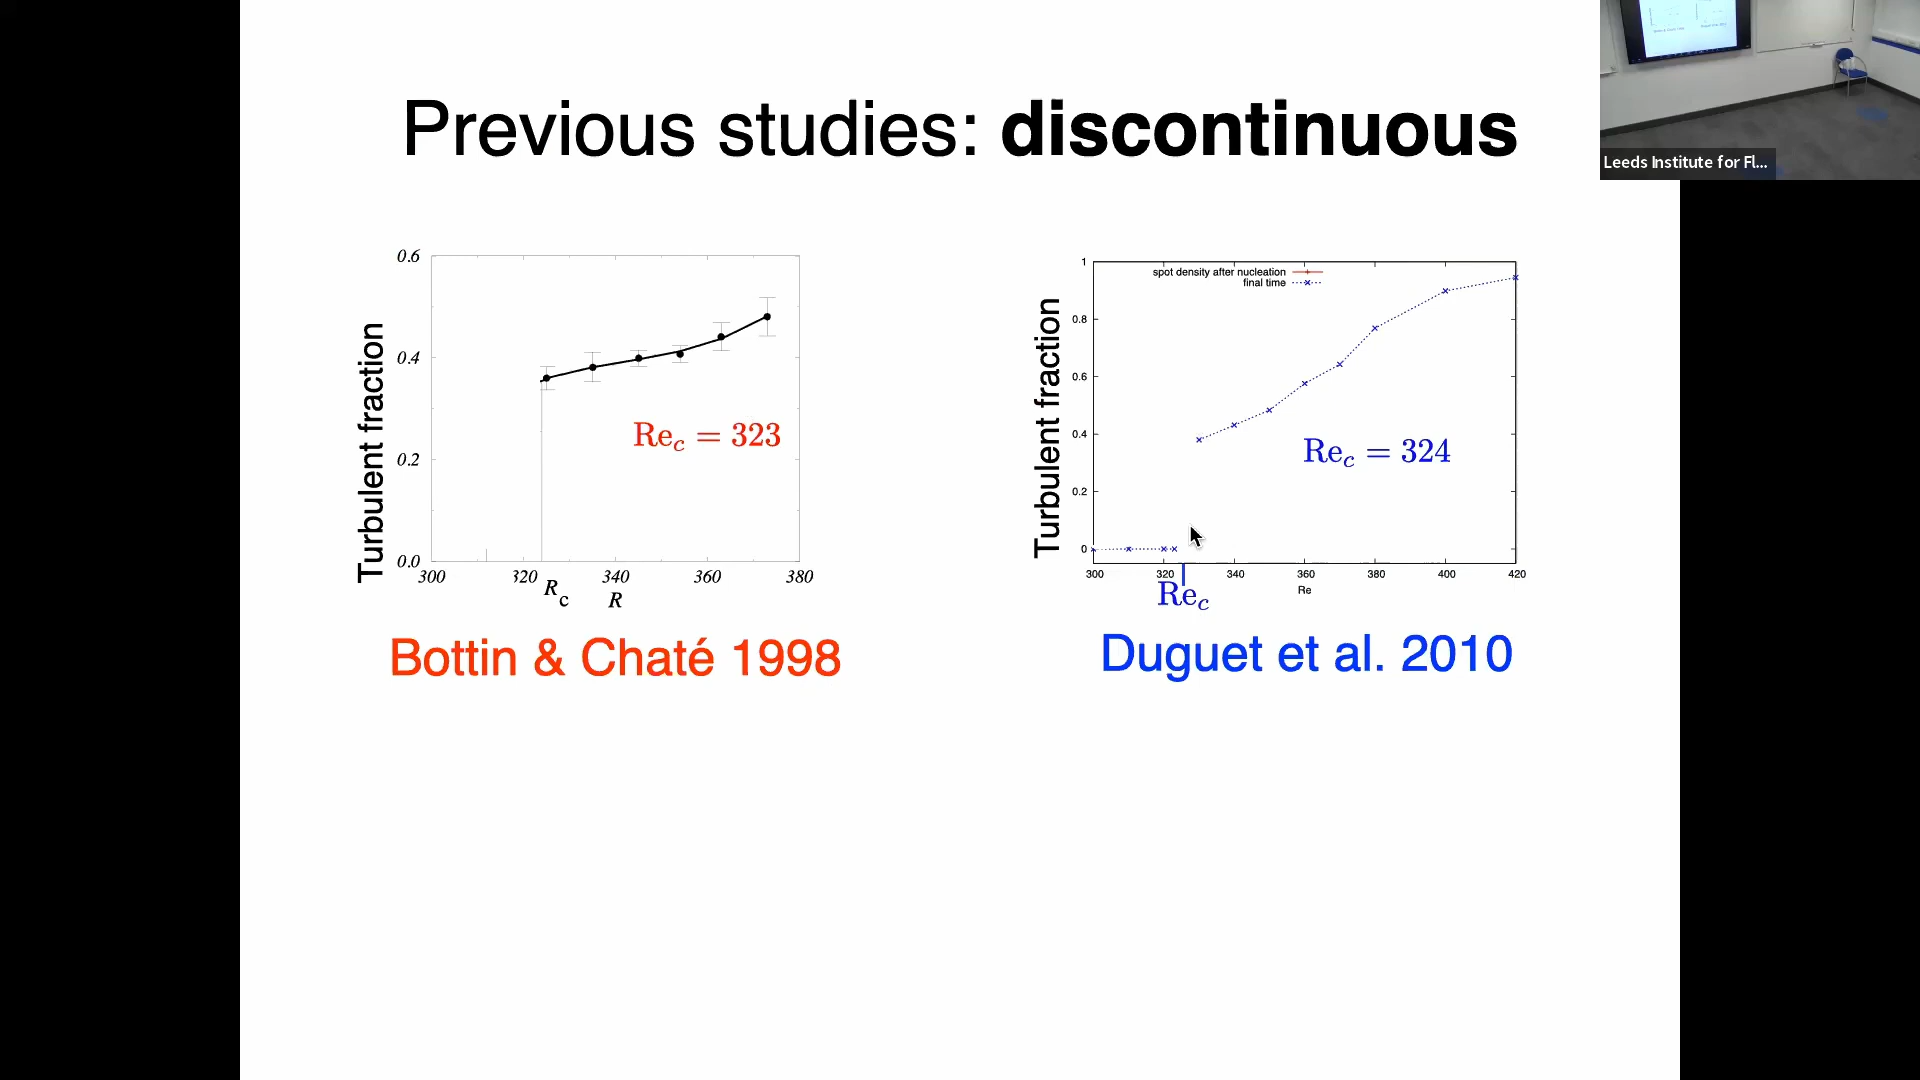 Previous studies: discontinuous
Leeds Institute for Fl...
Turbulent fraction
0.6
0.4
0.2
0.0
300
320
340
360
380
R
c
R
Re_c = 323
Bottin & Chaté 1998
Turbulent fraction
spot density after nucleation
final time
1
0.8
0.6
0.4
0.2
0
300
320
340
360
380
400
420
Re
Re_c = 324
Re_c
Duguet et al. 2010